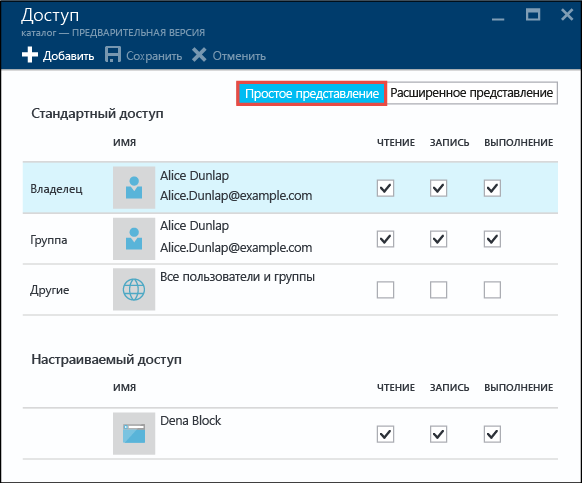 Доступ
каталог — ПРЕДВАРИТЕЛЬНАЯ ВЕРСИЯ
Добавить Сохранить Отменить
Простое представление Расширенное представление
Стандартный доступ
ИМЯ ЧТЕНИЕ ЗАПИСЬ ВЫПОЛНЕНИЕ
Владелец Alice Dunlap
Alice.Dunlap@example.com
Группа Alice Dunlap
Alice.Dunlap@example.com
Другие Все пользователи и группы
Настраиваемый доступ
ИМЯ ЧТЕНИЕ ЗАПИСЬ ВЫПОЛНЕНИЕ
Dena Block